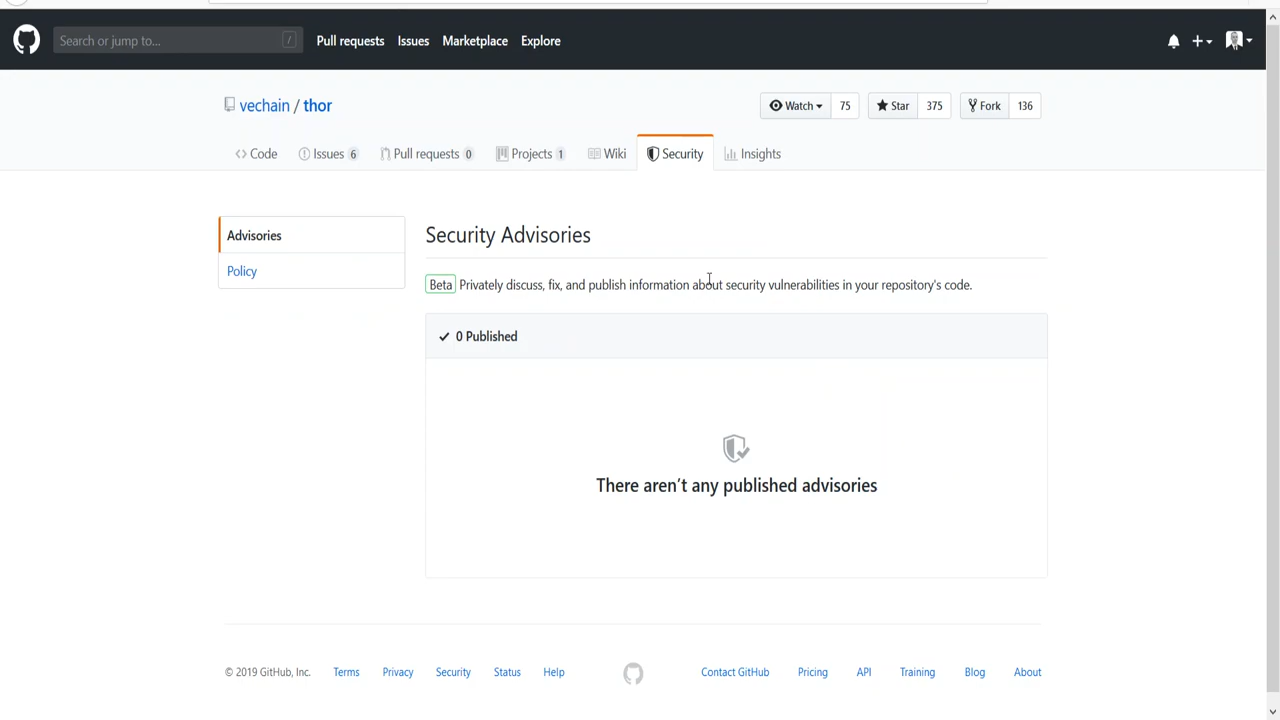 Search or jump to... /
Pull requests Issues Marketplace Explore
vechain / thor
Watch 75 Star 375 Fork 136
Code Issues 6 Pull requests 0 Projects 1 Wiki Security Insights
Advisories
Policy
Security Advisories
Beta Privately discuss, fix, and publish information about security vulnerabilities in your repository's code.
0 Published
There aren't any published advisories
© 2019 GitHub, Inc. Terms Privacy Security Status Help Contact GitHub Pricing API Training Blog About